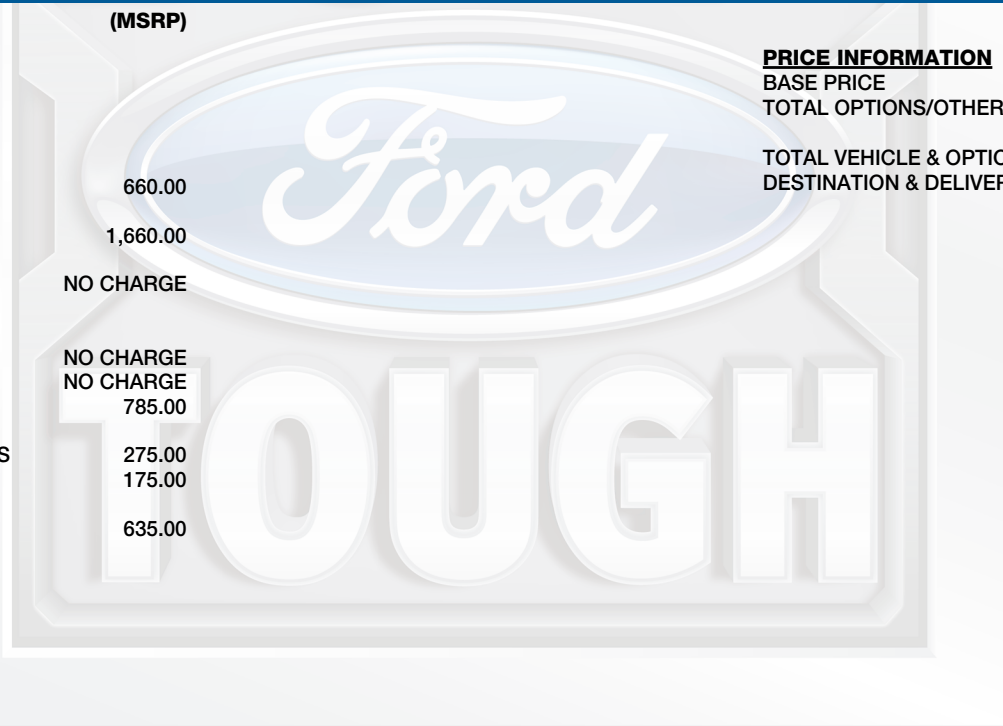 (MSRP)
660.00
1,660.00
NO CHARGE
NO CHARGE
NO CHARGE
785.00
S 275.00
175.00
635.00
PRICE INFORMATION
BASE PRICE
TOTAL OPTIONS/OTHER
TOTAL VEHICLE & OPTIO
DESTINATION & DELIVER
Ford
TOUGH